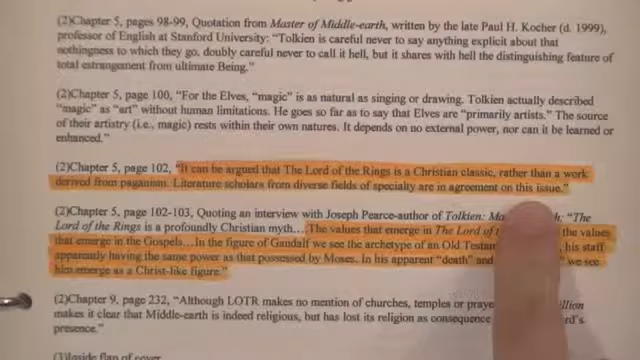 (2)Chapter 5, pages 98-99, Quotation from Master of Middle-earth, written by the late Paul H. Kocher (d. 1999),
professor of English at Stanford University: “Tolkien is careful never to say anything explicit about that
nothingness to which they go, doubly careful never to call it hell, but it shares with hell the distinguishing feature of
total estrangement from ultimate Being.”
(2)Chapter 5, page 100, “For the Elves, “magic” is as natural as singing or drawing. Tolkien actually described
“magic” as “art” without human limitations. He goes so far as to say that Elves are “primarily artists.” The source
of their artistry (i.e., magic) rests within their own natures. It depends on no external power, nor can it be learned or
enhanced.”
(2)Chapter 5, page 102, “It can be argued that The Lord of the Rings is a Christian classic, rather than a work
derived from paganism. Literature scholars from diverse fields of specialty are in agreement on this issue.”
(2)Chapter 5, page 102-103, Quoting an interview with Joseph Pearce-author of Tolkien: “The
Lord of the Rings is a profoundly Christian myth…The values that emerge in The Lord of the values
that emerge in the Gospels…In the figure of Gandalf we see the archetype of an Old his staff
apparently having the same power as that possessed by Moses. In his apparent “death” and we see
him emerge as a Christ-like figure.”
(2)Chapter 9, page 232, “Although LOTR makes no mention of churches, temples or
makes it clear that Middle-earth is indeed religious, but has lost its religion as consequence
presence.”
(3)Inside flap of cover